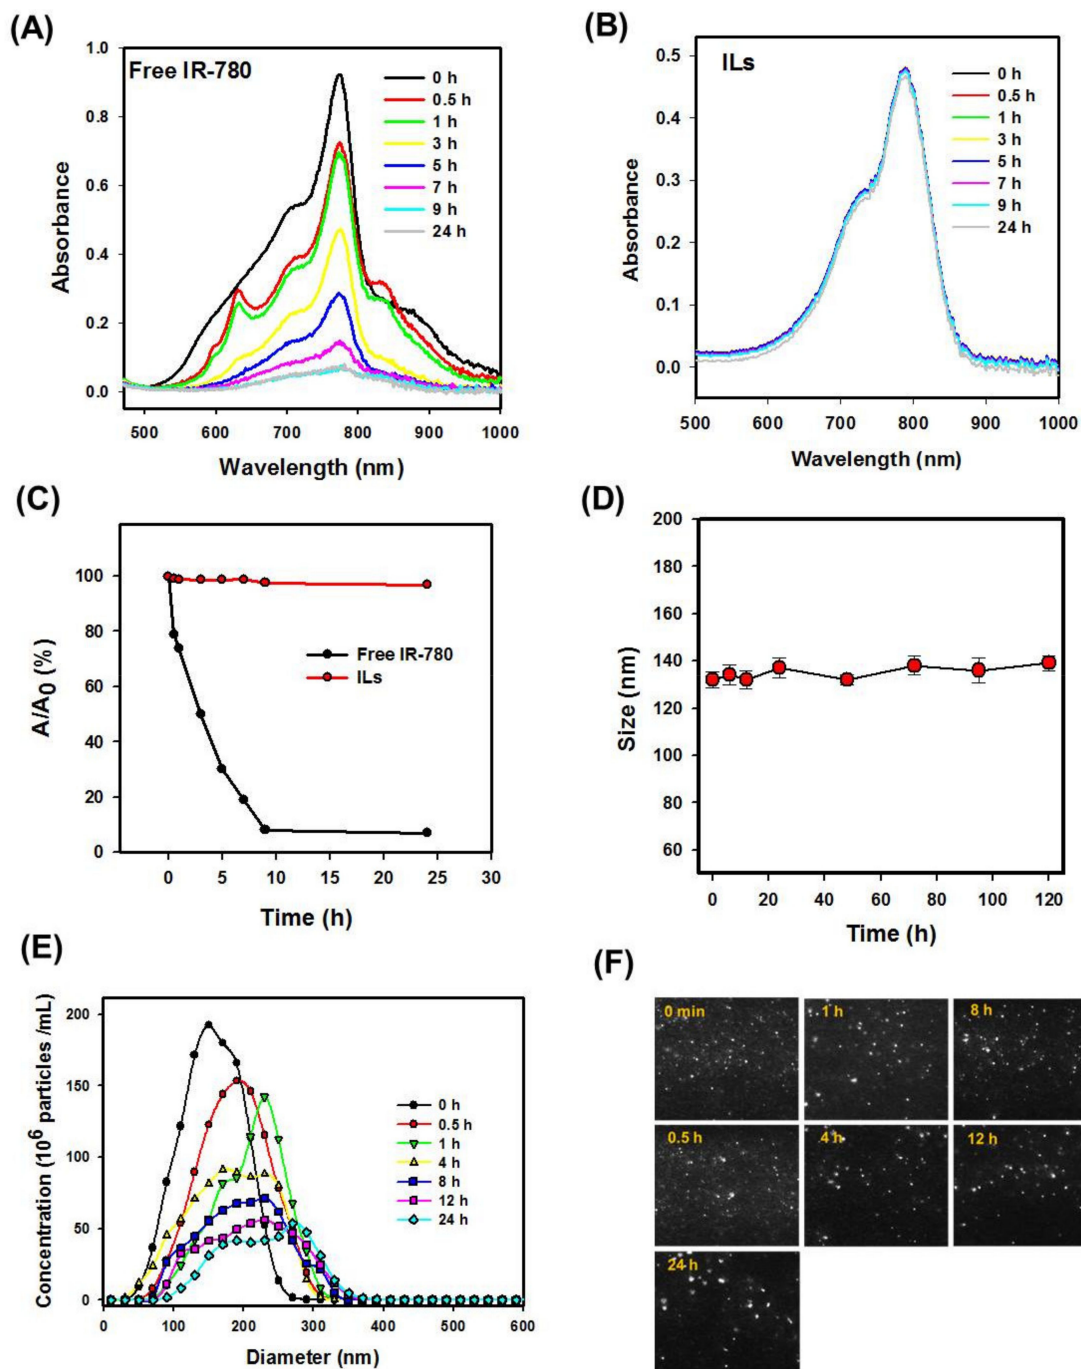 (A)
Free IR-780
0 h
0.5 h
1 h
3 h
5 h
7 h
9 h
24 h
1.0
0.8
0.6
0.4
0.2
0.0
Absorbance
500 600 700 800 900 1000
Wavelength (nm)
(B)
ILs
0 h
0.5 h
1 h
3 h
5 h
7 h
9 h
24 h
0.5
0.4
0.3
0.2
0.1
0.0
Absorbance
500 600 700 800 900 1000
Wavelength (nm)
(C)
100
80
60
40
20
0
A/A0 (%)
Free IR-780
ILs
0 5 10 15 20 25 30
Time (h)
(D)
200
180
160
140
120
100
80
60
Size (nm)
0 20 40 60 80 100 120
Time (h)
(E)
200
150
100
50
0
Concentration (10^6 particles /mL)
0 h
0.5 h
1 h
4 h
8 h
12 h
24 h
0 100 200 300 400 500 600
Diameter (nm)
(F)
0 min
1 h
8 h
0.5 h
4 h
12 h
24 h